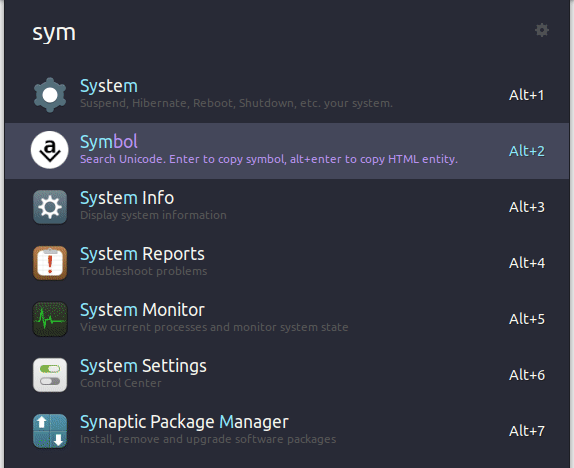 sym
System
Suspend, Hibernate, Reboot, Shutdown, etc. your system.
Alt+1
a
Symbol
Search Unicode. Enter to copy symbol, alt+enter to copy HTML entity.
Alt+2
System Info
Display system information
Alt+3
System Reports
Troubleshoot problems
Alt+4
System Monitor
View current processes and monitor system state
Alt+5
System Settings
Control Center
Alt+6
Synaptic Package Manager
Install, remove and upgrade software packages
Alt+7